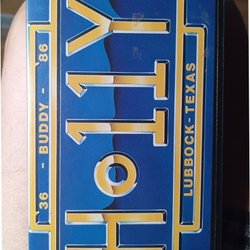 36 - BUDDY - '86
Ho11Y
LUBBOCK - TEXAS